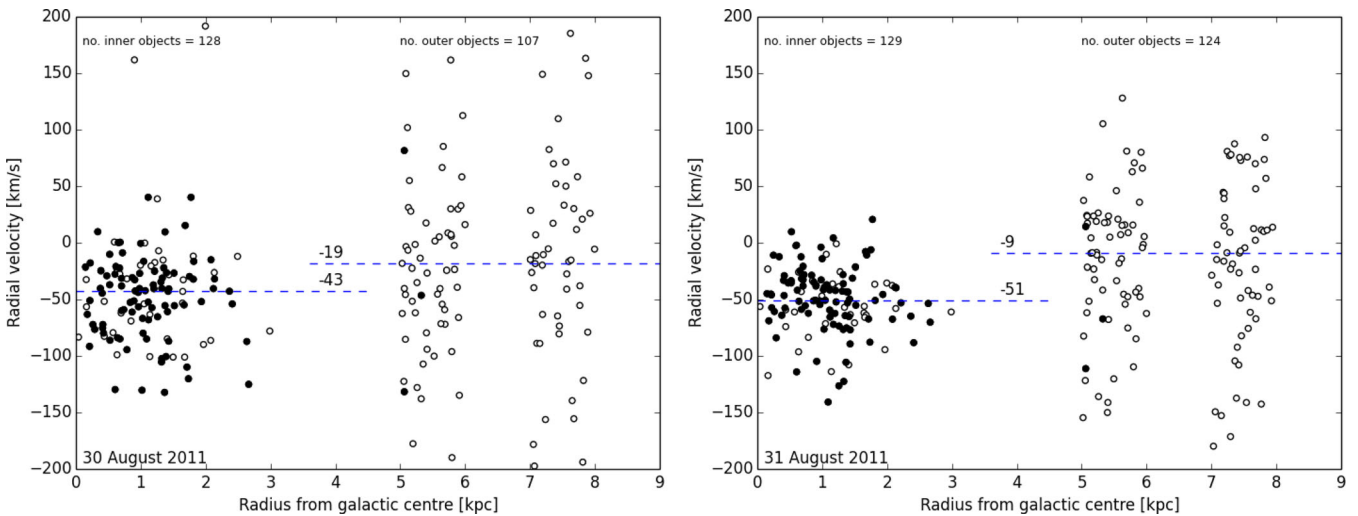 200
150
100
50
0
−50
−100
−150
−200
Radial velocity [km/s]
no. inner objects = 128
no. outer objects = 107
-19
-43
30 August 2011
0 1 2 3 4 5 6 7 8 9
Radius from galactic centre [kpc]
200
150
100
50
0
−50
−100
−150
−200
Radial velocity [km/s]
no. inner objects = 129
no. outer objects = 124
-9
-51
31 August 2011
0 1 2 3 4 5 6 7 8 9
Radius from galactic centre [kpc]